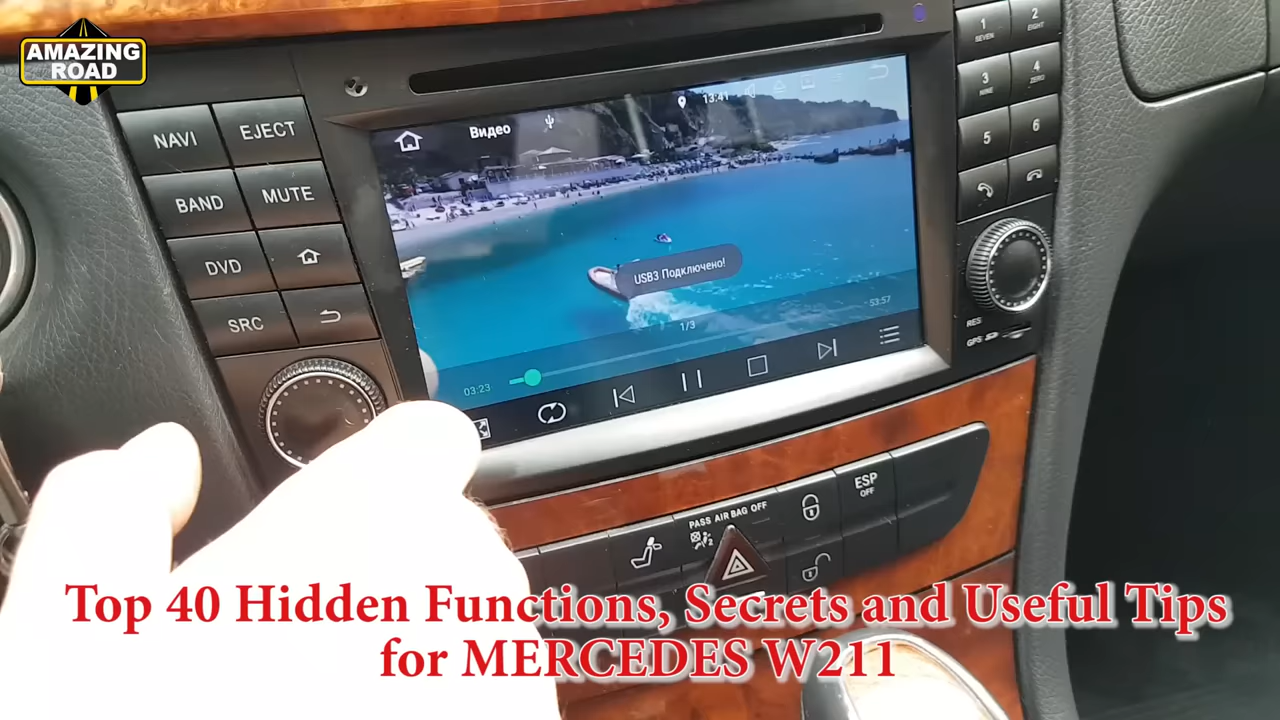 AMAZING
ROAD
NAVI
EJECT
BAND
MUTE
DVD
SRC
Видео
13:41
USB3 Подключено!
1/3
03:23
53:57
1
SEVEN
2
EIGHT
3
NINE
4
ZERO
5
6
RES
GPS
PASS AIR BAG OFF
2
ESP
OFF
Top 40 Hidden Functions, Secrets and Useful Tips
for MERCEDES W211